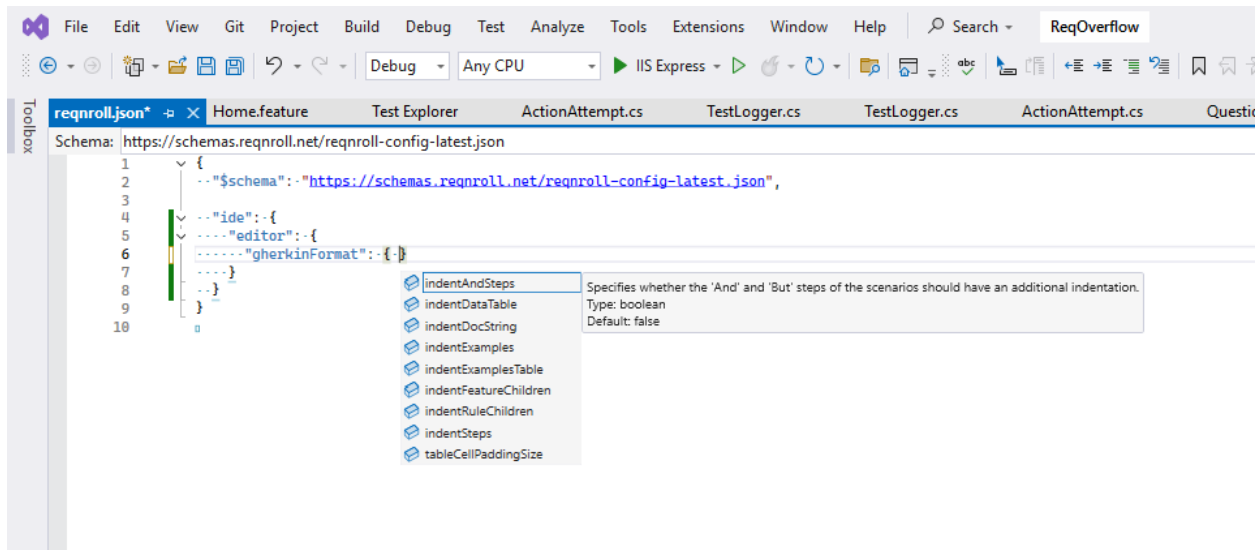 File Edit View Git Project Build Debug Test Analyze Tools Extensions Window Help Search ReqOverflow
Debug Any CPU IIS Express abc
Toolbox
reqnroll.json* Home.feature Test Explorer ActionAttempt.cs TestLogger.cs TestLogger.cs ActionAttempt.cs
Schema: https://schemas.reqnroll.net/reqnroll-config-latest.json
1 {
2 "$schema": "https://schemas.reqnroll.net/reqnroll-config-latest.json",
3
4 "ide": {
5 "editor": {
6 "gherkinFormat": { }
7 }
8 }
9 }
10
indentAndSteps
indentDataTable
indentDocString
indentExamples
indentExamplesTable
indentFeatureChildren
indentRuleChildren
indentSteps
tableCellPaddingSize
Specifies whether the 'And' and 'But' steps of the scenarios should have an additional indentation.
Type: boolean
Default: false